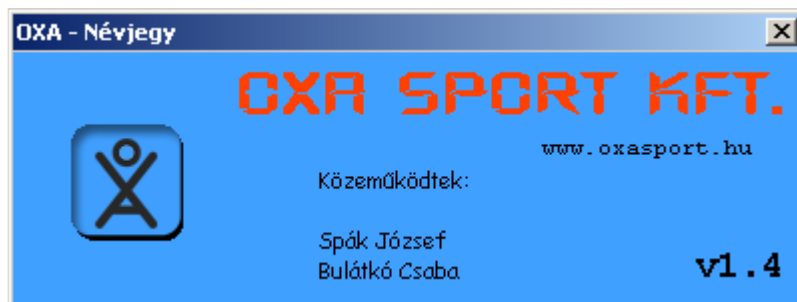 OXA - Névjegy
OXA SPORT KFT.
www.oxasport.hu
Közeműködtek:
Spák József
Bulátkó Csaba
v1.4